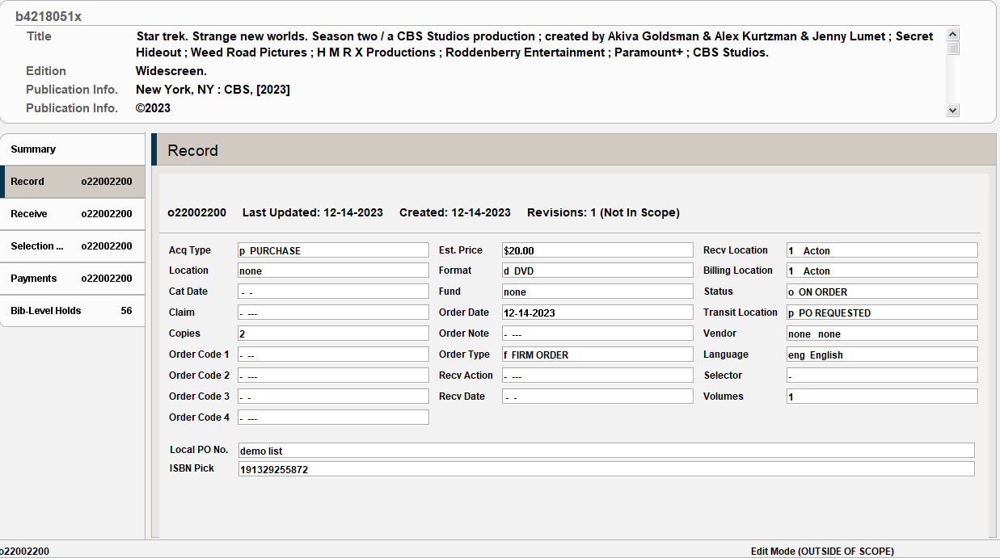 b4218051x
Title Star trek. Strange new worlds. Season two / a CBS Studios production ; created by Akiva Goldsman & Alex Kurtzman & Jenny Lumet ; Secret
Hideout ; Weed Road Pictures ; H M R X Productions ; Roddenberry Entertainment ; Paramount+ ; CBS Studios.
Edition Widescreen.
Publication Info. New York, NY : CBS, [2023]
Publication Info. ©2023
Summary
Record o22002200
Receive o22002200
Selection ... o22002200
Payments o22002200
Bib-Level Holds 56
Record
o22002200 Last Updated: 12-14-2023 Created: 12-14-2023 Revisions: 1 (Not In Scope)
Acq Type p PURCHASE Est. Price $20.00 Recv Location 1 Acton
Location none Format d DVD Billing Location 1 Acton
Cat Date - - Fund none Status o ON ORDER
Claim - --- Order Date 12-14-2023 Transit Location p PO REQUESTED
Copies 2 Order Note - --- Vendor none none
Order Code 1 - -- Order Type f FIRM ORDER Language eng English
Order Code 2 - --- Recv Action - --- Selector -
Order Code 3 - - Recv Date - - Volumes 1
Order Code 4 - ---
Local PO No. demo list
ISBN Pick 191329255872
o22002200 Edit Mode (OUTSIDE OF SCOPE)